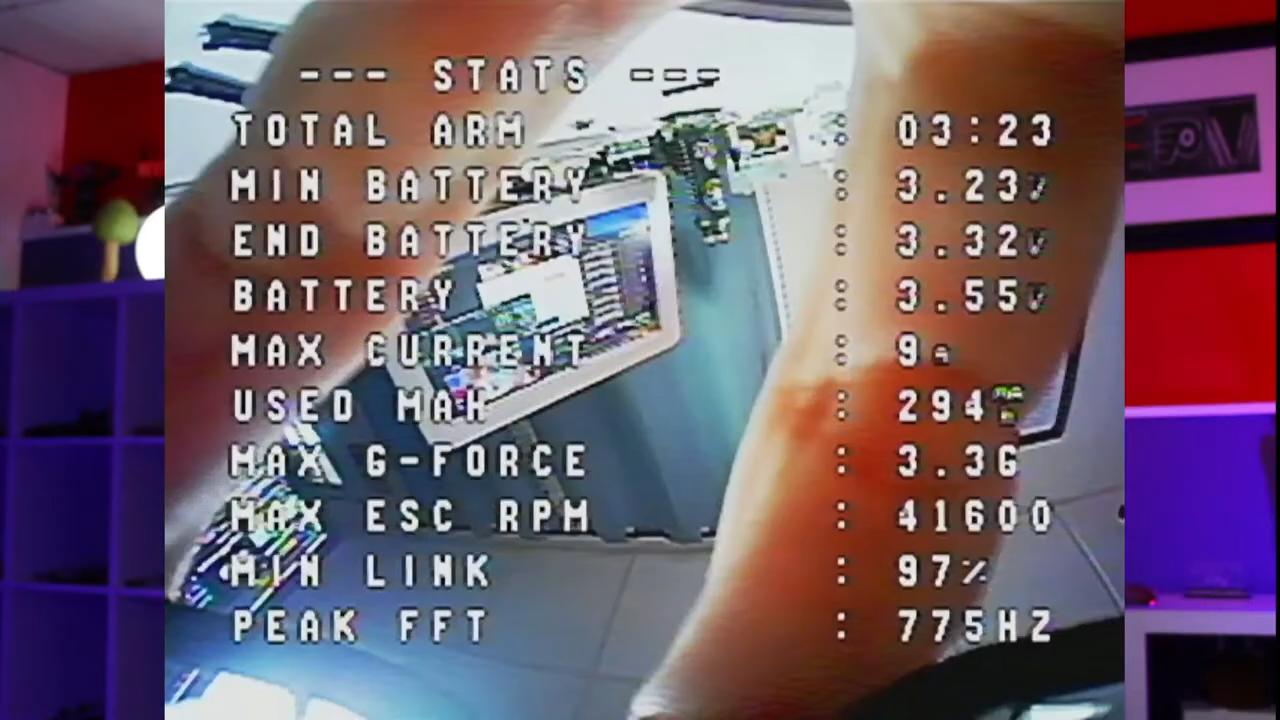 --- STATS ---
TOTAL ARM : 03:23
MIN BATTERY : 3.23V
END BATTERY : 3.32V
BATTERY : 3.55V
MAX CURRENT : 9A
USED MAH : 294
MAX G-FORCE : 3.3G
MAX ESC RPM : 41600
MIN LINK : 97%
PEAK FFT : 775HZ